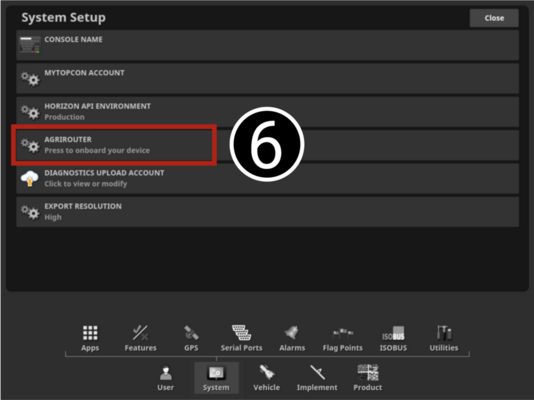 System Setup
Close
CONSOLE NAME
MYTOPCON ACCOUNT
HORIZON API ENVIRONMENT
Production
AGRIROUTER
Press to onboard your device
6
DIAGNOSTICS UPLOAD ACCOUNT
Click to view or modify
EXPORT RESOLUTION
High
ISOBUS
Apps Features GPS Serial Ports Alarms Flag Points ISOBUS Utilities
User System Vehicle Implement Product